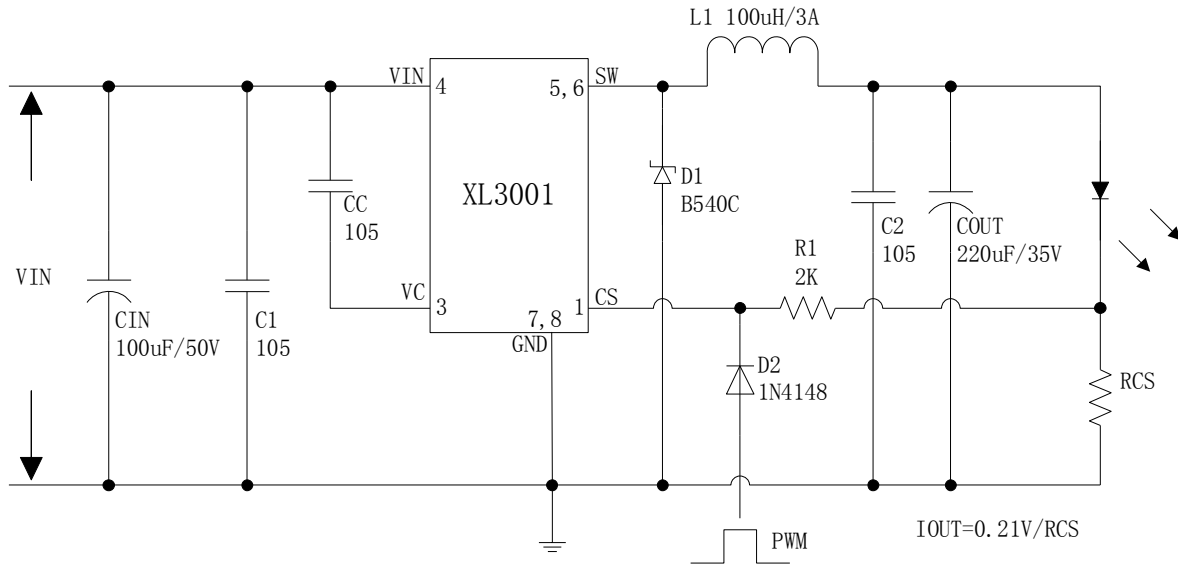 L1 100uH/3A
VIN
4
5,6
SW
XL3001
CC
105
D1
B540C
R1
2K
C2
105
COUT
220uF/35V
VIN
VC
3
1
CS
7,8
GND
CIN
100uF/50V
C1
105
D2
1N4148
RCS
PWM
IOUT=0.21V/RCS